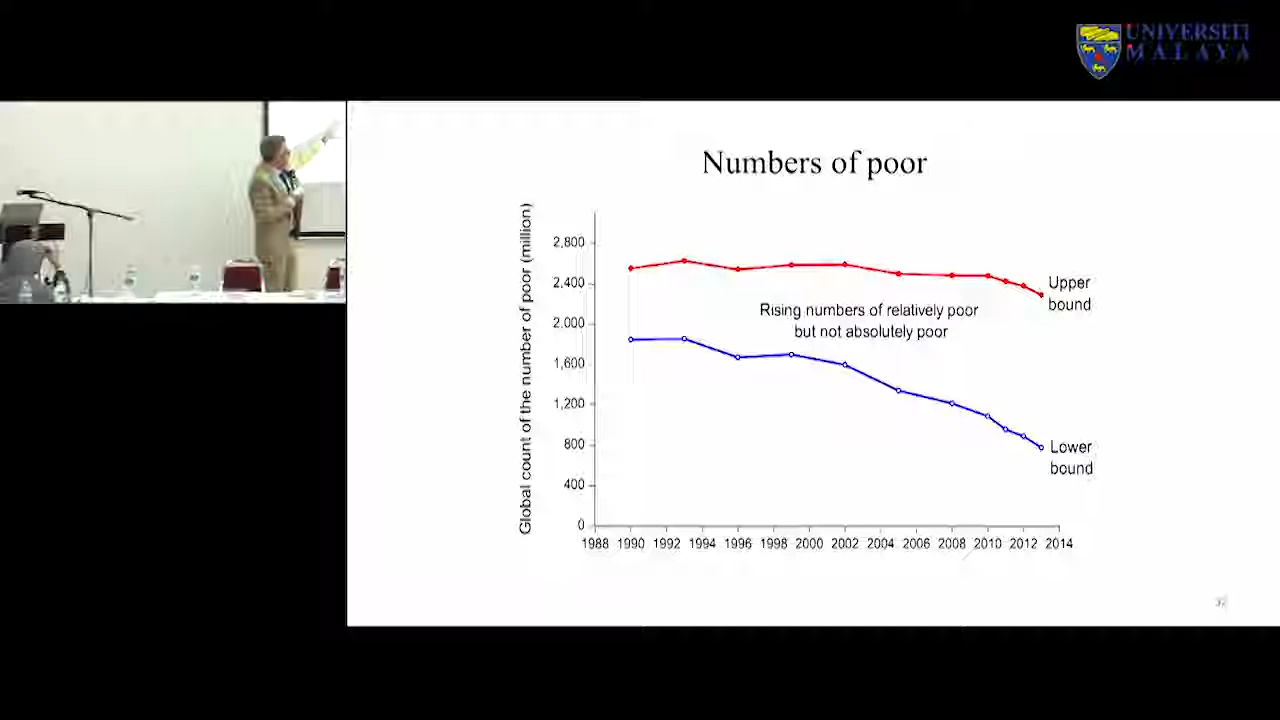 UNIVERSITI
MALAYA
Numbers of poor
Global count of the number of poor (million)
2,800
2,400
2.000
1,600
1,200
800
400
0
Upper
bound
Rising numbers of relatively poor
but not absolutely poor
Lower
bound
1988 1990 1992 1994 1996 1998 2000 2002 2004 2006 2008 2010 2012 2014